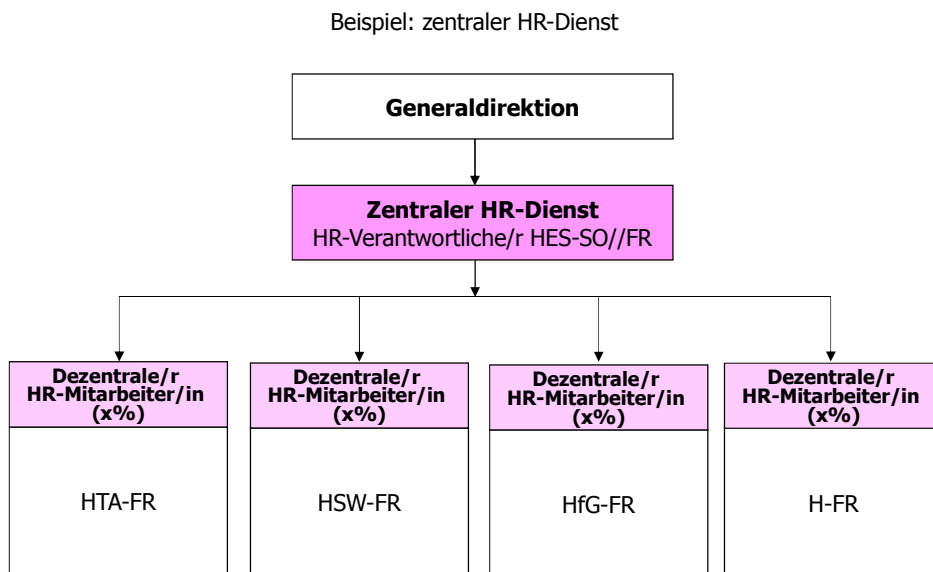 Beispiel: zentraler HR-Dienst
Generaldirektion
Zentraler HR-Dienst
HR-Verantwortliche/r HES-SO//FR
Dezentrale/r
HR-Mitarbeiter/in
(x%)
HTA-FR
Dezentrale/r
HR-Mitarbeiter/in
(x%)
HSW-FR
Dezentrale/r
HR-Mitarbeiter/in
(x%)
HfG-FR
Dezentrale/r
HR-Mitarbeiter/in
(x%)
H-FR